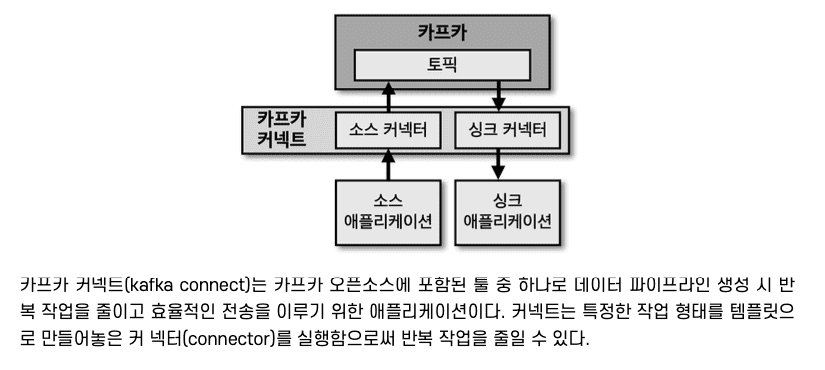 카프카
토픽
카프카
커넥트
소스 커넥터
싱크 커넥터
소스
애플리케이션
싱크
애플리케이션
카프카 커넥트(kafka connect)는 카프카 오픈소스에 포함된 툴 중 하나로 데이터 파이프라인 생성 시 반
복 작업을 줄이고 효율적인 전송을 이루기 위한 애플리케이션이다. 커넥트는 특정한 작업 형태를 템플릿으
로 만들어놓은 커 넥터(connector)를 실행함으로써 반복 작업을 줄일 수 있다.